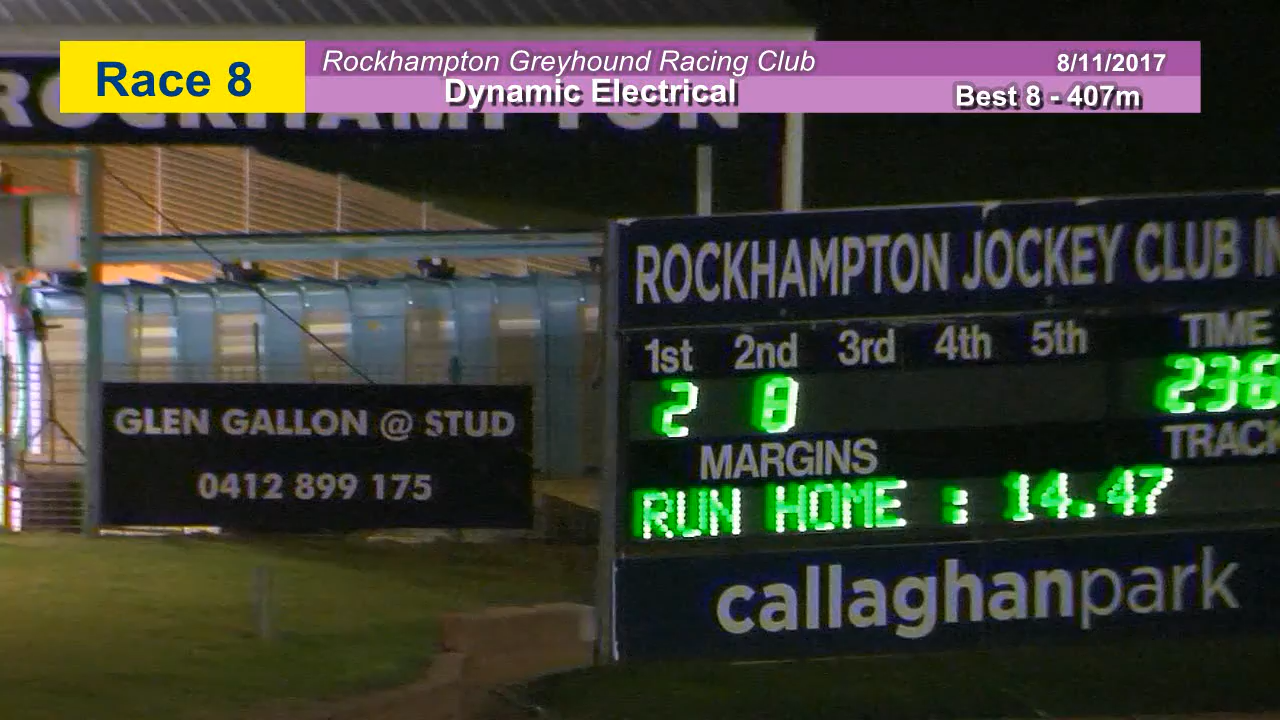 Race 8
Rockhampton Greyhound Racing Club
8/11/2017
Dynamic Electrical
Best 8 - 407m
ROCKHAMPTON
ROCKHAMPTON JOCKEY CLUB IN
1st 2nd 3rd 4th 5th TIME
2 8 236
MARGINS TRACK
RUN HOME : 14.47
callaghanpark
GLEN GALLON @ STUD
0412 899 175